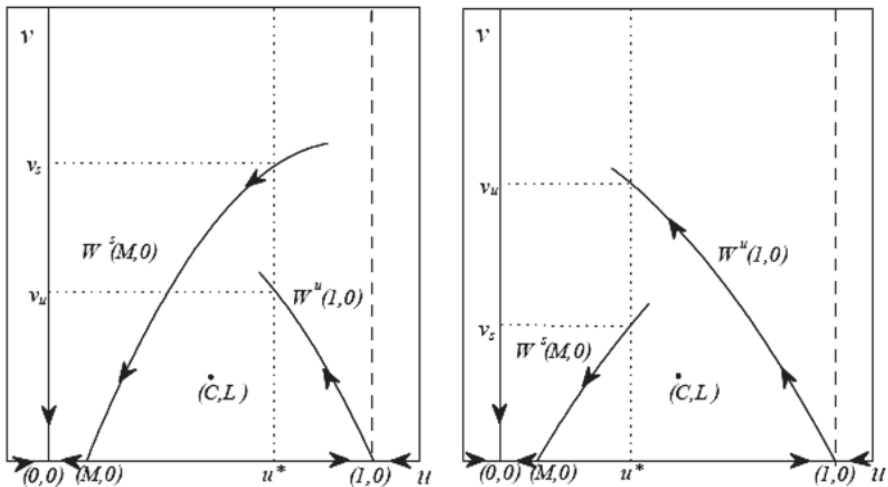 v
v_s
W^s(M,0)
v_u
W^u(1,0)
(C,L)
(0,0) (M,0) u* (1,0) u
v
v_u
W^u(1,0)
v_s
W^s(M,0)
(C,L)
(0,0) (M,0) u* (1,0) u